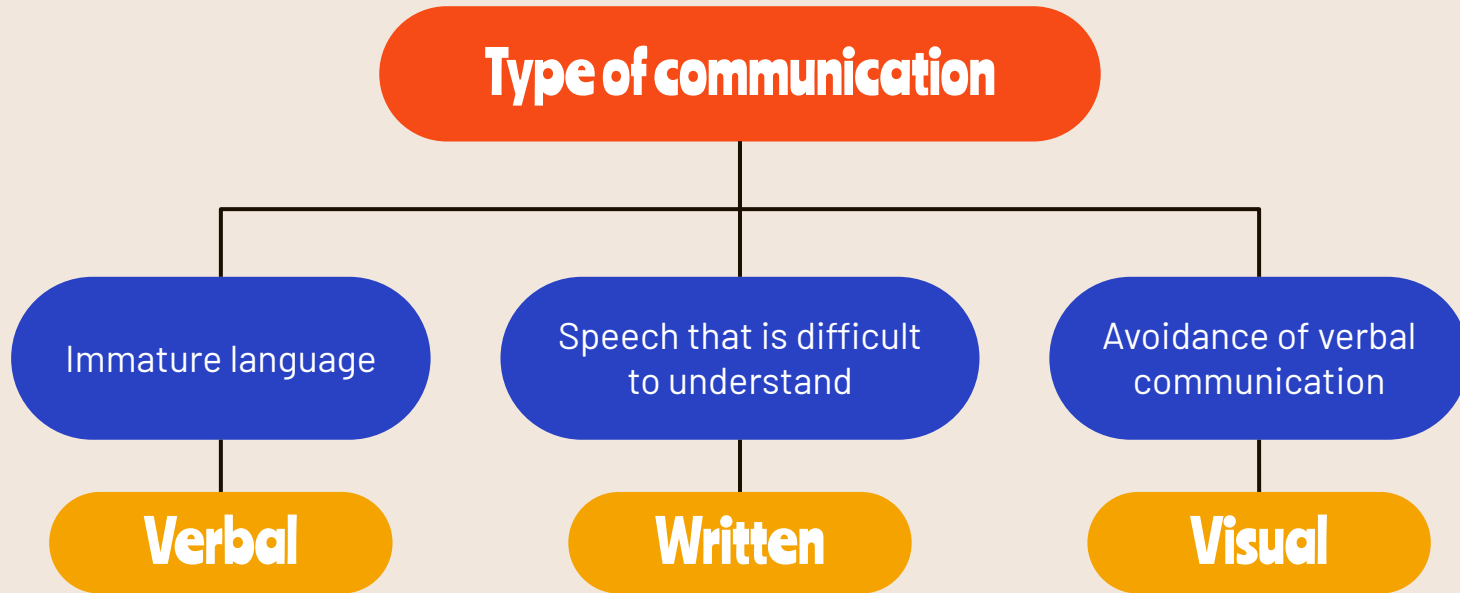 Type of communication
Immature language
Speech that is difficult
to understand
Avoidance of verbal
communication
Verbal
Written
Visual